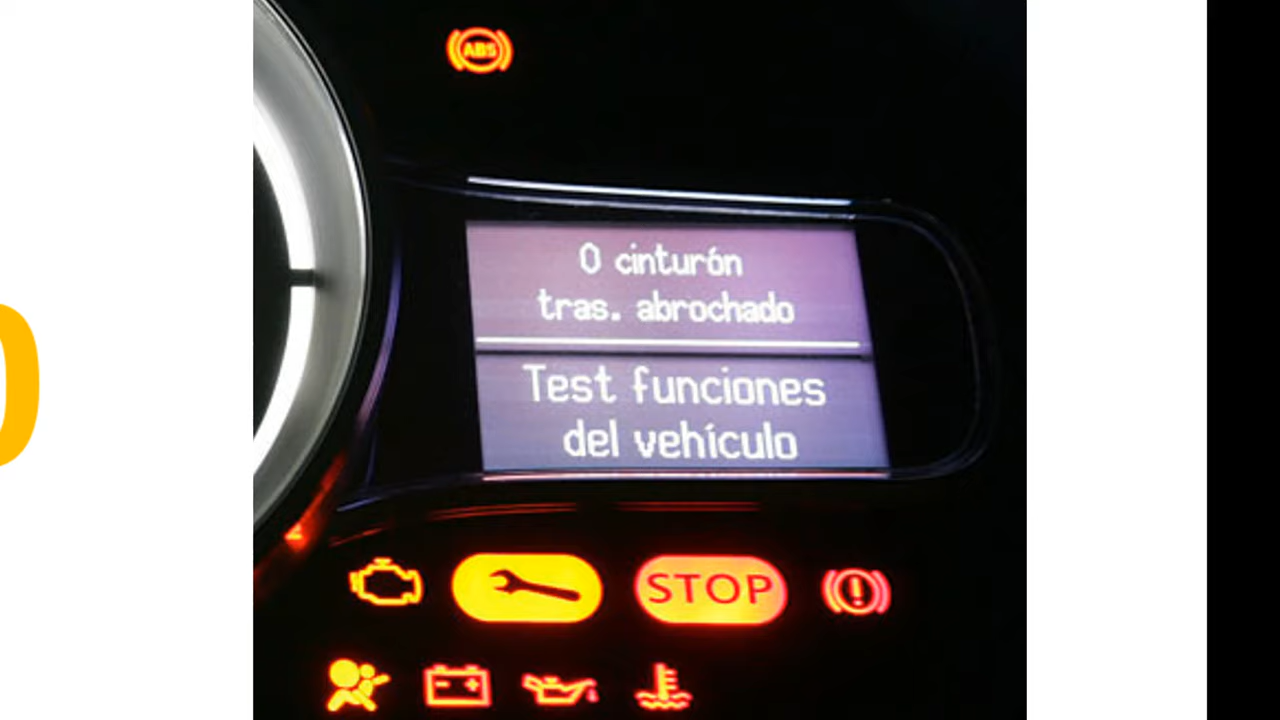 ABS
0 cinturón
tras. abrochado
Test funciones
del vehículo
STOP